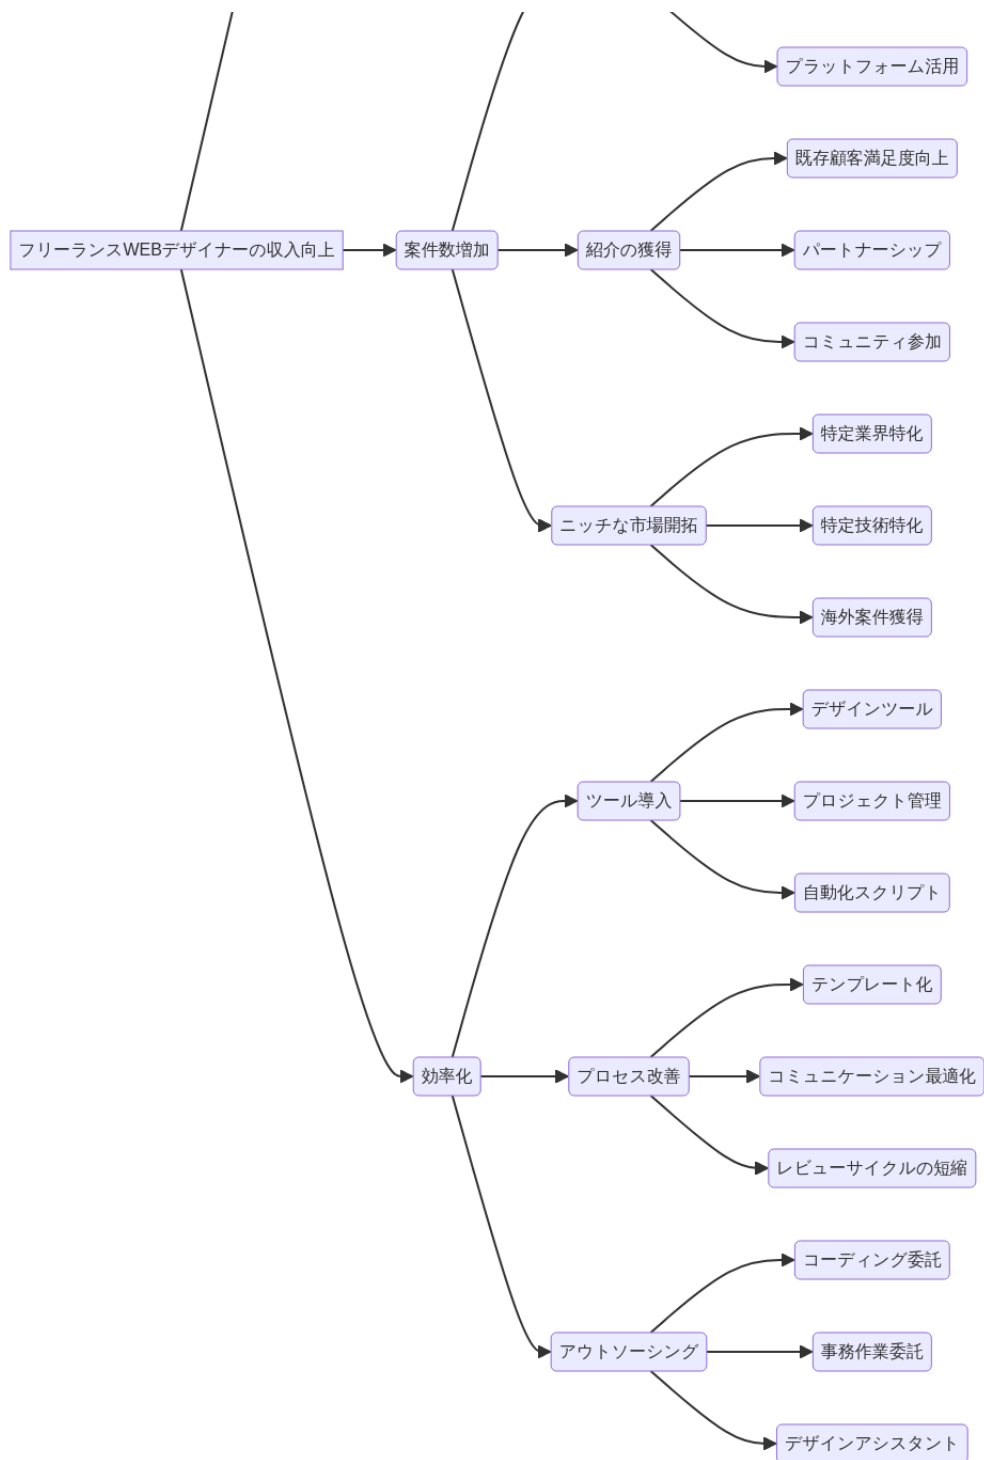 プラットフォーム活用
既存顧客満足度向上
フリーランスWEBデザイナーの収入向上
案件数増加
紹介の獲得
パートナーシップ
コミュニティ参加
特定業界特化
ニッチな市場開拓
特定技術特化
海外案件獲得
デザインツール
ツール導入
プロジェクト管理
自動化スクリプト
テンプレート化
効率化
プロセス改善
コミュニケーション最適化
レビューサイクルの短縮
コーディング委託
アウトソーシング
事務作業委託
デザインアシスタント